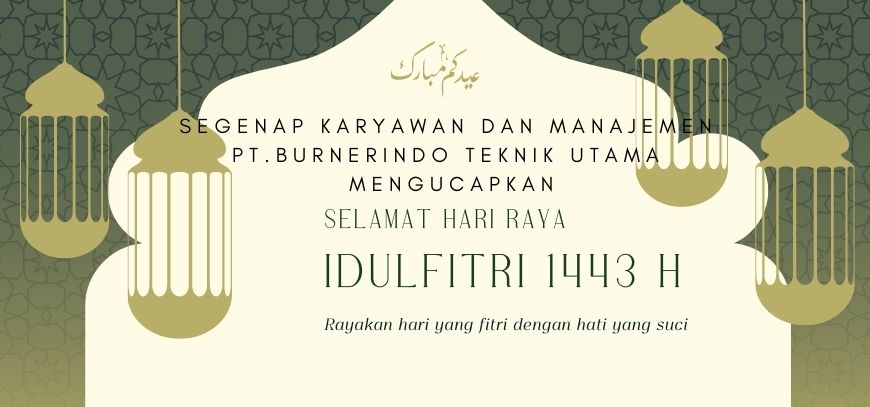 عيدكم مبارك
SEGENAP KARYAWAN DAN MANAJEMEN
PT.BURNERINDO TEKNIK UTAMA
MENGUCAPKAN
SELAMAT HARI RAYA
IDULFITRI 1443 H
Rayakan hari yang fitri dengan hati yang suci